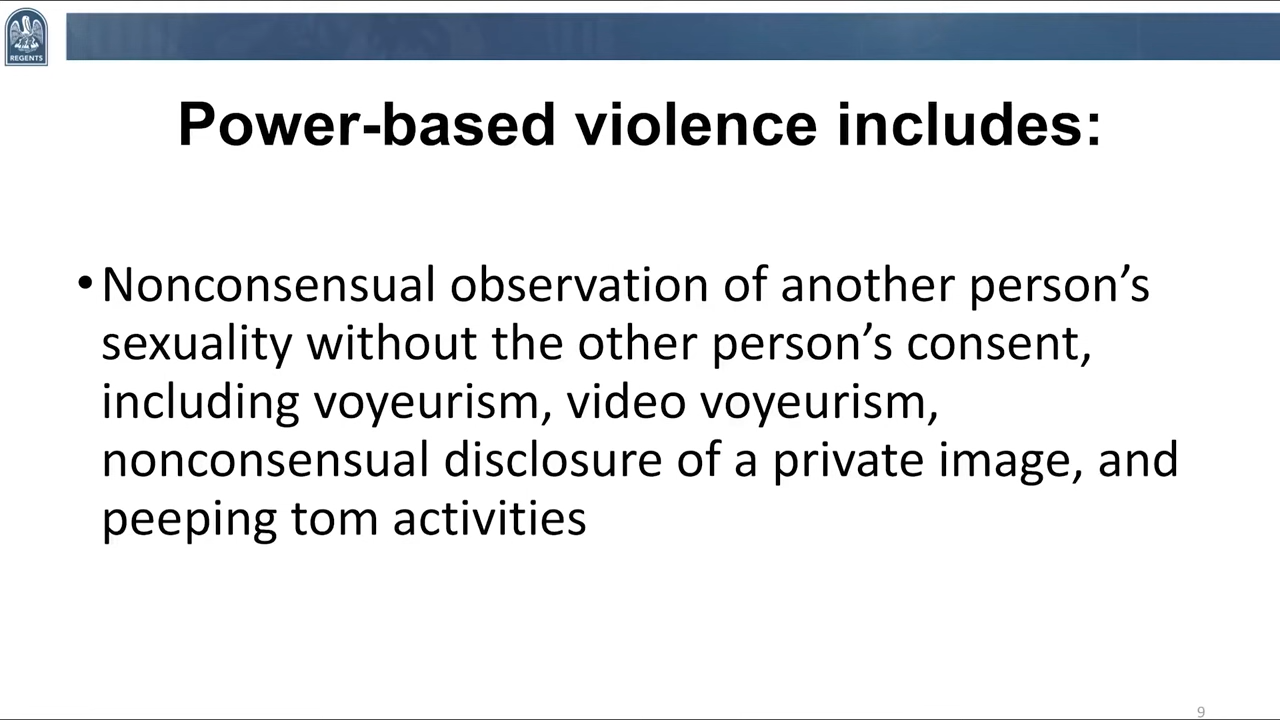 REGENTS
Power-based violence includes:
•Nonconsensual observation of another person’s
sexuality without the other person’s consent,
including voyeurism, video voyeurism,
nonconsensual disclosure of a private image, and
peeping tom activities
9